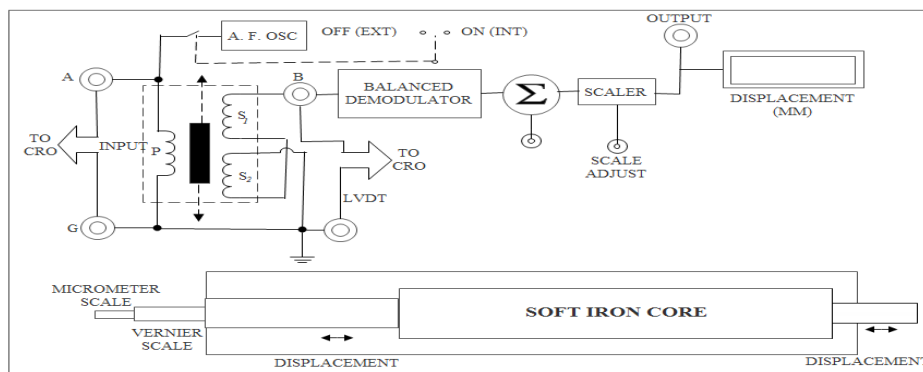 OUTPUT
A. F. OSC
OFF (EXT)
ON (INT)
A
B
BALANCED
DEMODULATOR
Σ
SCALER
DISPLACEMENT
(MM)
S1
TO
CRO
INPUT
P
TO
CRO
SCALE
ADJUST
S2
LVDT
G
MICROMETER
SCALE
VERNIER
SCALE
SOFT IRON CORE
DISPLACEMENT
DISPLACEMENT